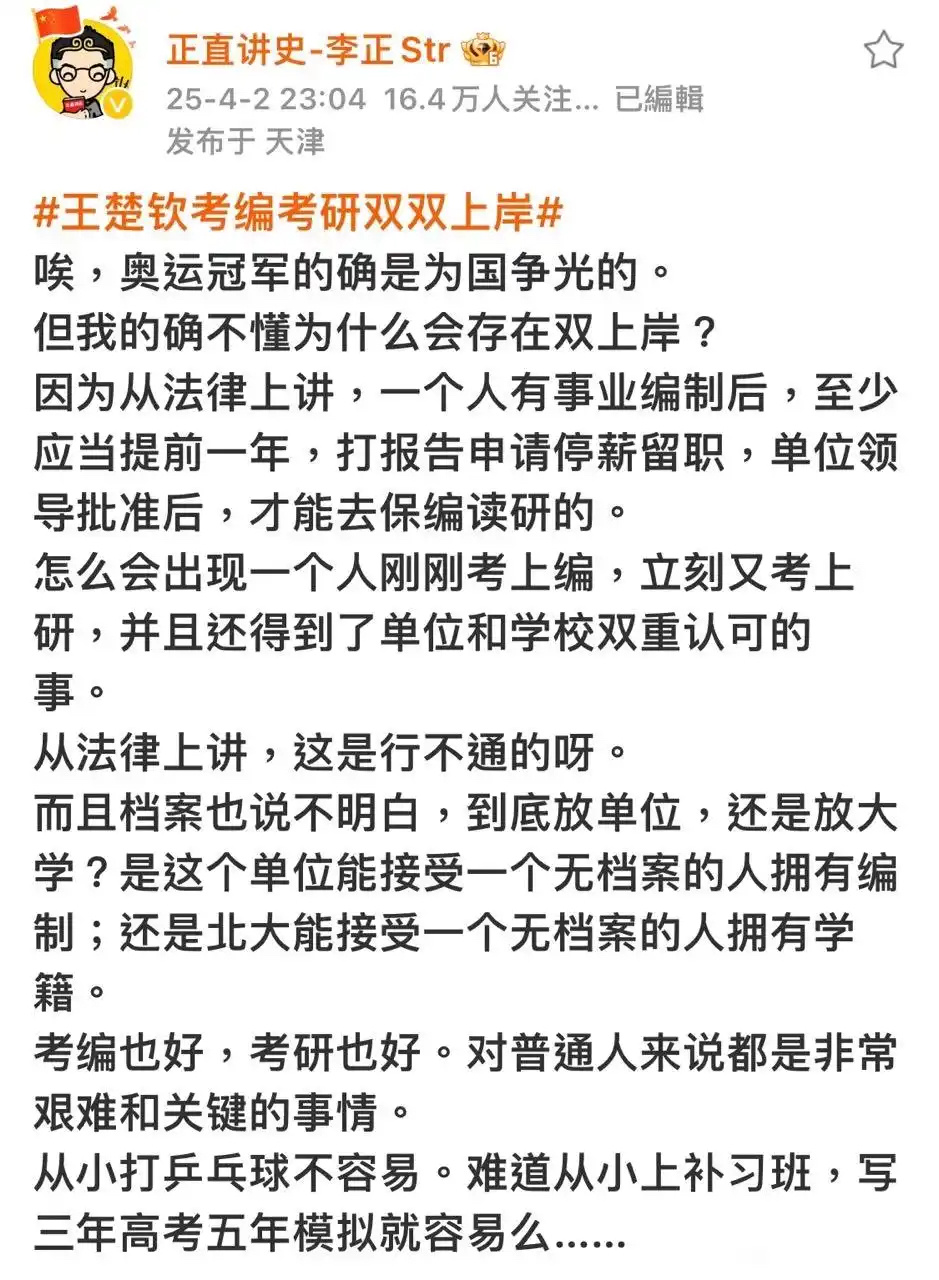 正直讲史-李正Str
25-4-2 23:04 16.4万人关注... 已編輯
发布于 天津
#王楚钦考编考研双双上岸#
唉，奥运冠军的确是为国争光的。
但我的确不懂为什么会存在双上岸？
因为从法律上讲，一个人有事业编制后，至少
应当提前一年，打报告申请停薪留职，单位领
导批准后，才能去保编读研的。
怎么会出现一个人刚刚考上编，立刻又考上
研，并且还得到了单位和学校双重认可的
事。
从法律上讲，这是行不通的呀。
而且档案也说不明白，到底放单位，还是放大
学？是这个单位能接受一个无档案的人拥有编
制；还是北大能接受一个无档案的人拥有学
籍。
考编也好，考研也好。对普通人来说都是非常
艰难和关键的事情。
从小打乒乓球不容易。难道从小上补习班，写
三年高考五年模拟就容易么......